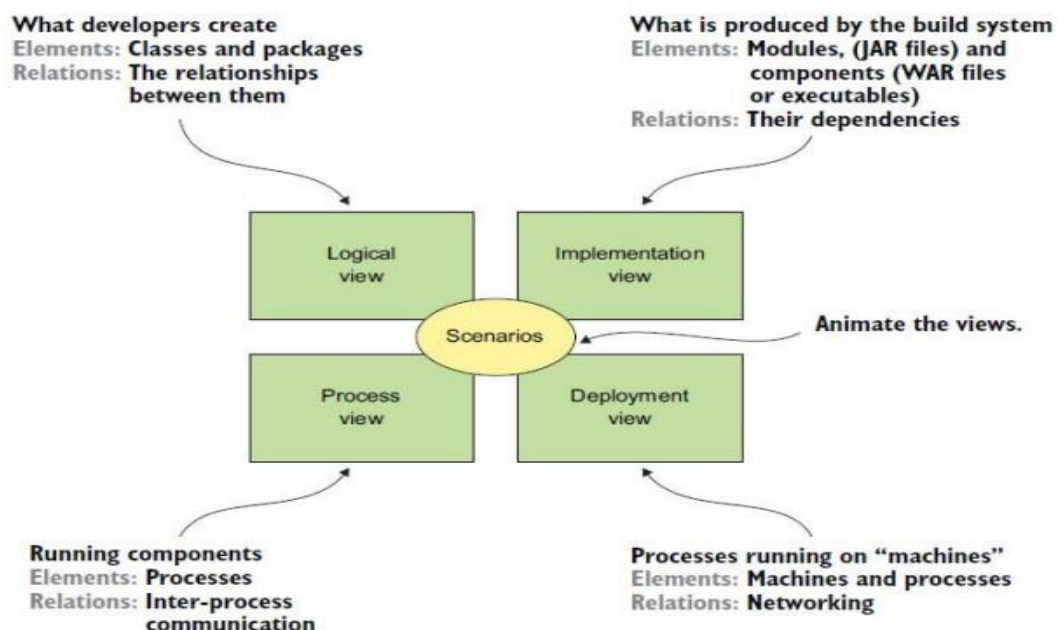 What developers create
Elements: Classes and packages
Relations: The relationships
between them
What is produced by the build system
Elements: Modules, (JAR files) and
components (WAR files
or executables)
Relations: Their dependencies
Logical
view
Implementation
view
Scenarios
Animate the views.
Process
view
Deployment
view
Running components
Elements: Processes
Relations: Inter-process
communication
Processes running on “machines”
Elements: Machines and processes
Relations: Networking